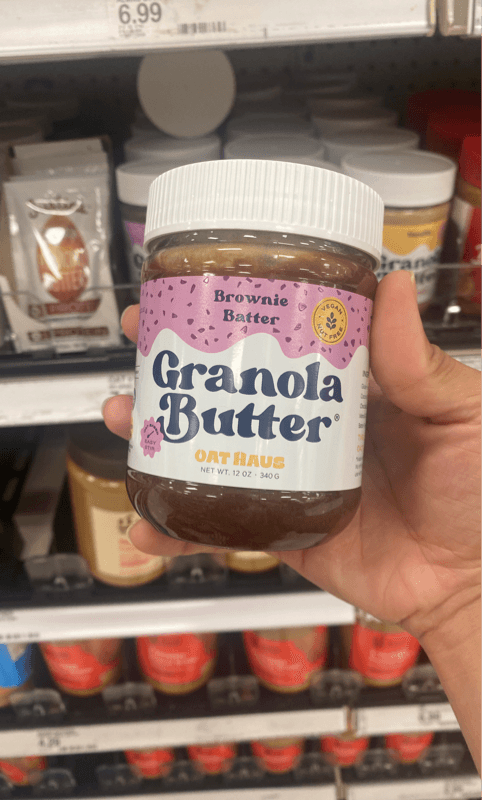 6.99
Brownie
Batter
VEGAN
NUT FREE
Granola
Butter®
OAT HAUS
NET WT. 12 OZ - 340 G